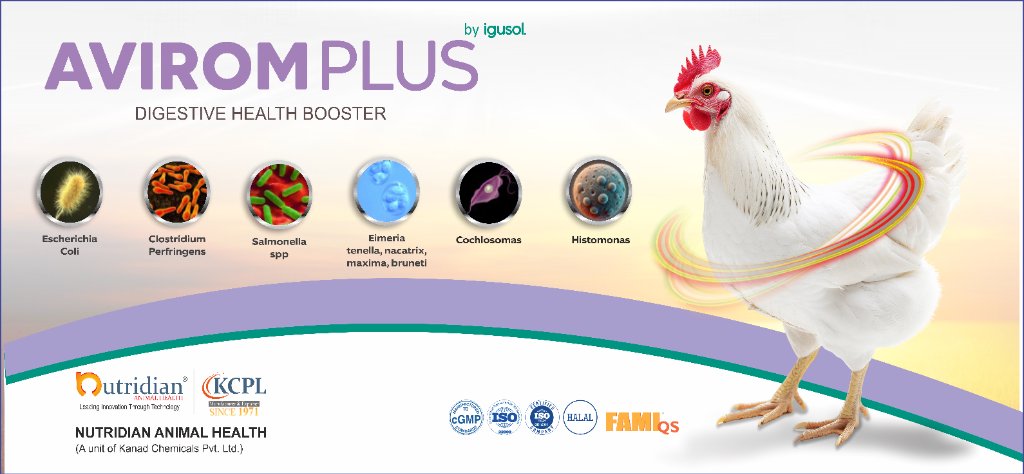 by igusol
AVIROM PLUS
DIGESTIVE HEALTH BOOSTER
Escherichia
Coli
Clostridium
Perfringens
Salmonella
spp
Eimeria
tenella, nacatrix,
maxima, bruneti
Cochlosomas
Histomonas
nutridian®
ANIMAL HEALTH
Leading Innovation Through Technology
KCPL
SINCE 1971
NUTRIDIAN ANIMAL HEALTH
(A unit of Kanad Chemicals Pvt. Ltd.)
cGMP
ISO
ISO
HALAL
FAMI QS